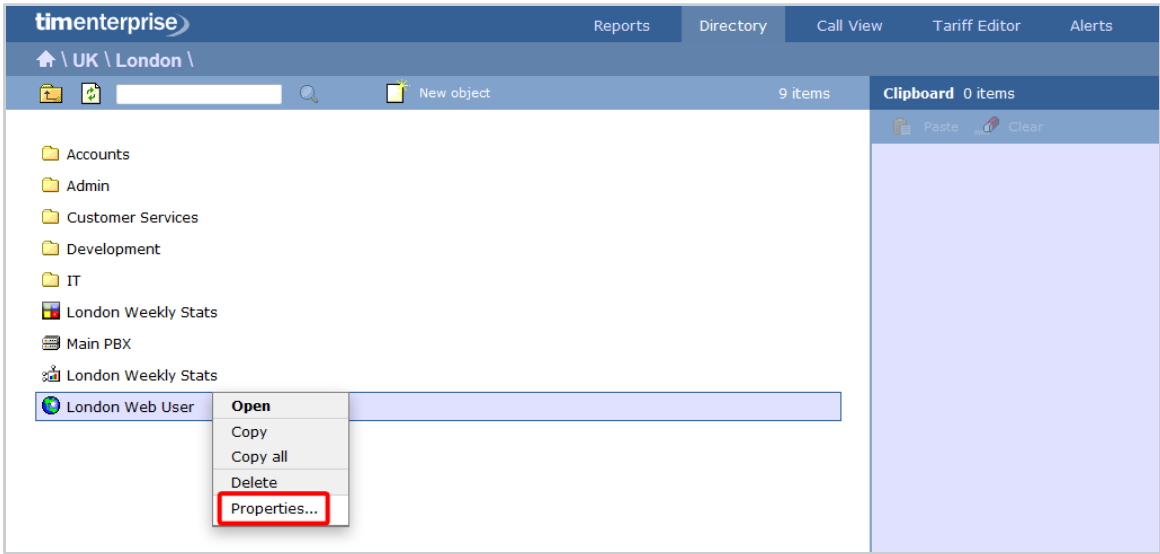 timenterprise
Reports Directory Call View Tariff Editor Alerts
\ UK \ London \
New object 9 items Clipboard 0 items
Paste Clear
Accounts
Admin
Customer Services
Development
IT
London Weekly Stats
Main PBX
London Weekly Stats
London Web User
Open
Copy
Copy all
Delete
Properties...